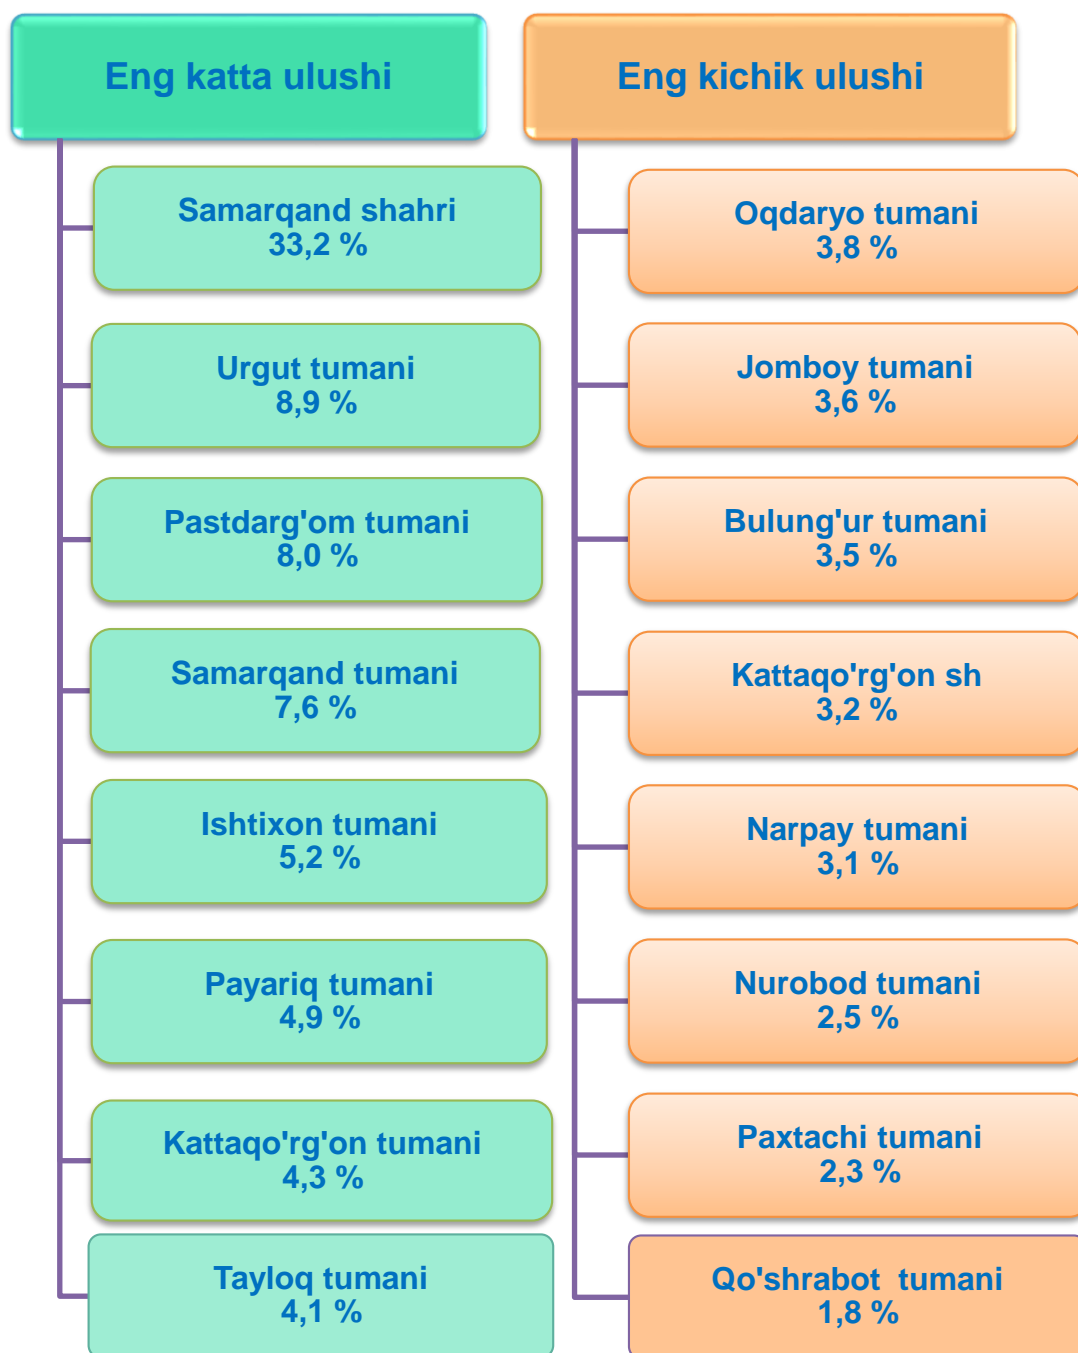 Eng katta ulushi
Samarqand shahri
33,2 %
Urgut tumani
8,9 %
Pastdarg'om tumani
8,0 %
Samarqand tumani
7,6 %
Ishtixon tumani
5,2 %
Payariq tumani
4,9 %
Kattaqo'rg'on tumani
4,3 %
Tayloq tumani
4,1 %
Eng kichik ulushi
Oqdaryo tumani
3,8 %
Jomboy tumani
3,6 %
Bulung'ur tumani
3,5 %
Kattaqo'rg'on sh
3,2 %
Narpay tumani
3,1 %
Nurobod tumani
2,5 %
Paxtachi tumani
2,3 %
Qo'shrabot  tumani
1,8 %